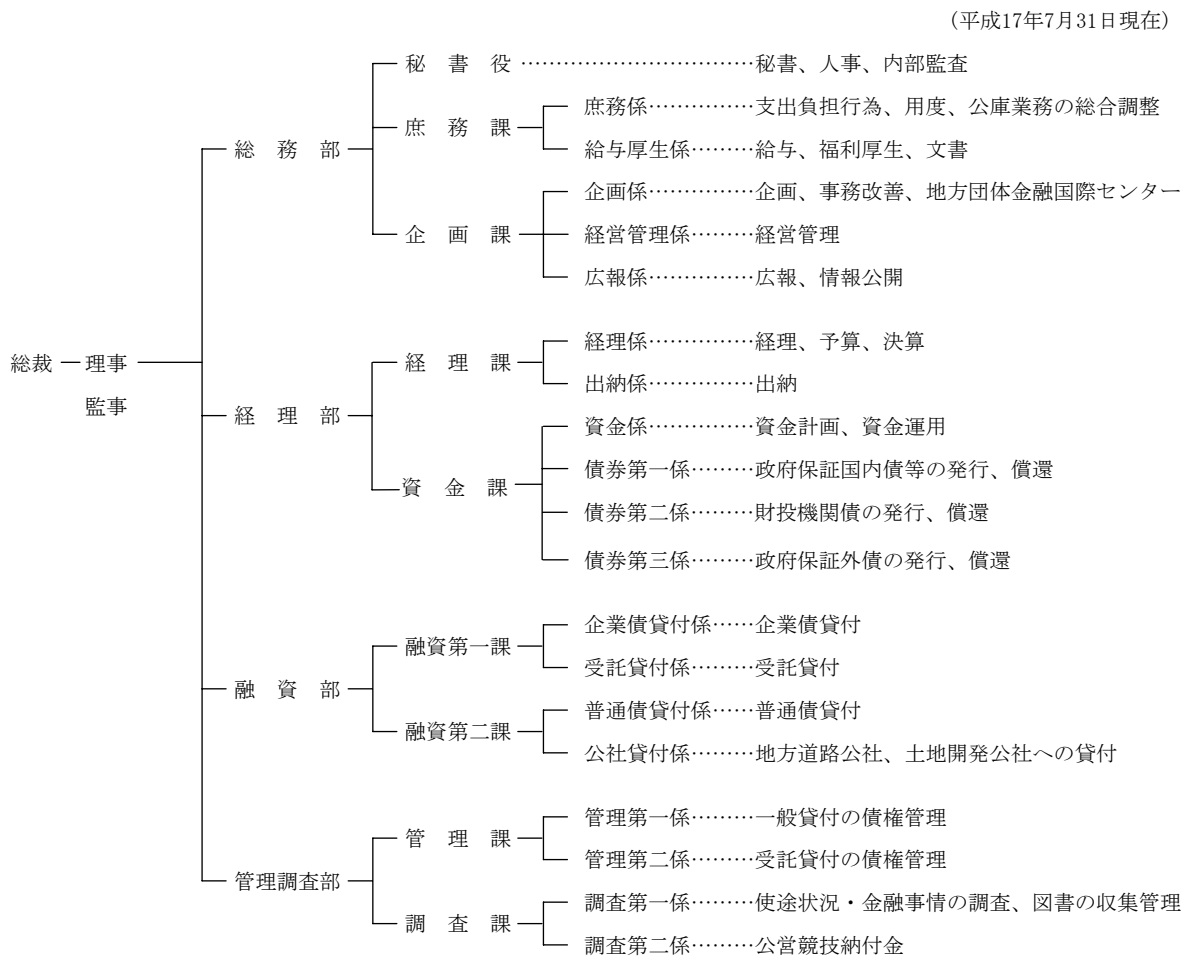 (平成17年7月31日現在)
秘書役……………………………秘書、人事、内部監査
庶務係……………支出負担行為、用度、公庫業務の総合調整
庶務課
総務部
給与厚生係………給与、福利厚生、文書
企画係……………企画、事務改善、地方団体金融国際センター
企画課
経営管理係………経営管理
広報係……………広報、情報公開
経理係……………経理、予算、決算
総裁
理事
経理課
出納係……………出納
監事
経理部
資金係……………資金計画、資金運用
債券第一係………政府保証国内債等の発行、償還
資金課
債券第二係………財投機関債の発行、償還
債券第三係………政府保証外債の発行、償還
企業債貸付係……企業債貸付
融資第一課
受託貸付係………受託貸付
融資部
普通債貸付係……普通債貸付
融資第二課
公社貸付係………地方道路公社、土地開発公社への貸付
管理第一係………一般貸付の債権管理
管理課
管理第二係………受託貸付の債権管理
管理調査部
調査第一係………使途状況・金融事情の調査、図書の収集管理
調査課
調査第二係………公営競技納付金